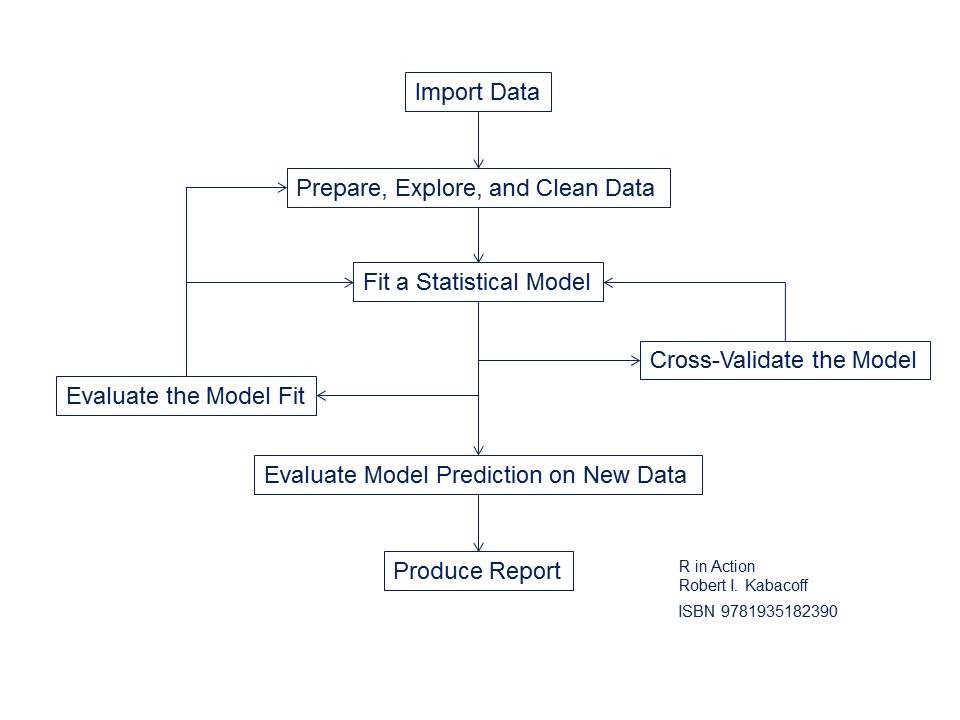 Import Data
Prepare, Explore, and Clean Data
Fit a Statistical Model
Cross-Validate the Model
Evaluate the Model Fit
Evaluate Model Prediction on New Data
Produce Report
R in Action
Robert I. Kabacoff
ISBN 9781935182390